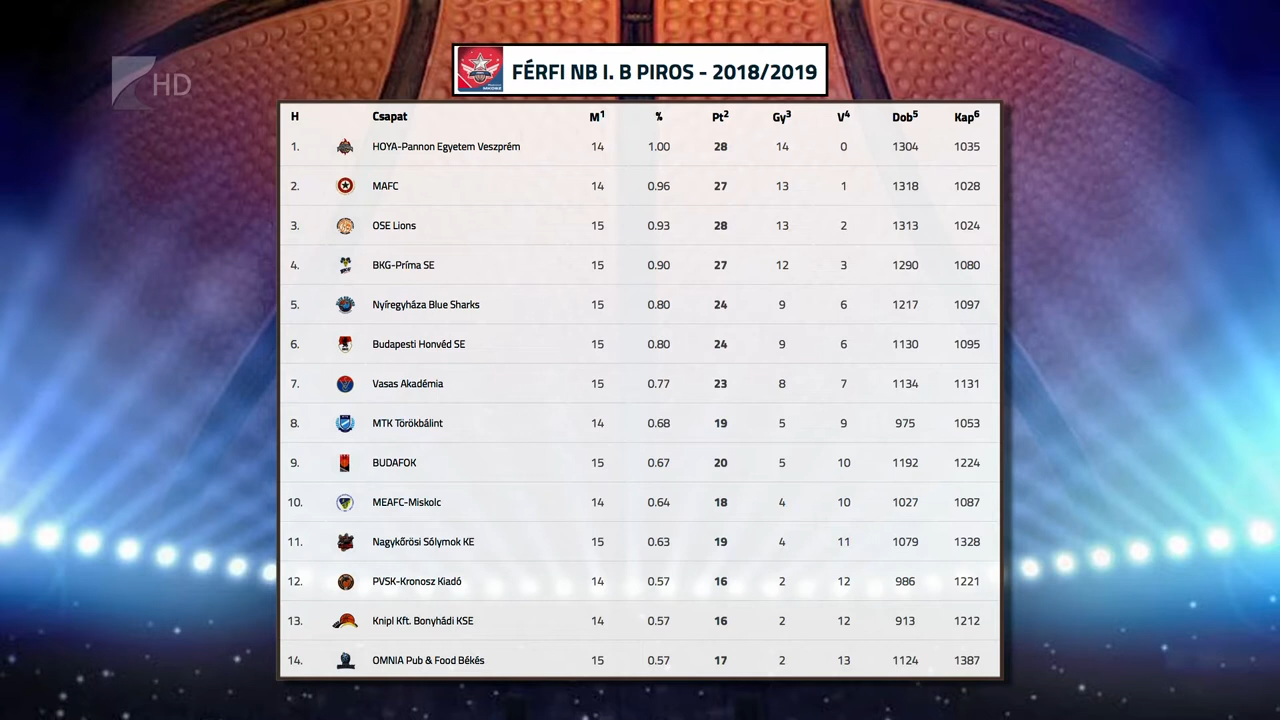 FÉRFI NB I. B PIROS - 2018/2019
HD
H Csapat M¹ % Pt² Gy³ V⁴ Dob⁵ Kap⁶
1. HOYA-Pannon Egyetem Veszprém 14 1.00 28 14 0 1304 1035
2. MAFC 14 0.96 27 13 1 1318 1028
3. OSE Lions 15 0.93 28 13 2 1313 1024
4. BKG-Príma SE 15 0.90 27 12 3 1290 1080
5. Nyíregyháza Blue Sharks 15 0.80 24 9 6 1217 1097
6. Budapesti Honvéd SE 15 0.80 24 9 6 1130 1095
7. Vasas Akadémia 15 0.77 23 8 7 1134 1131
8. MTK Törökbálint 14 0.68 19 5 9 975 1053
9. BUDAFOK 15 0.67 20 5 10 1192 1224
10. MEAFC-Miskolc 14 0.64 18 4 10 1027 1087
11. Nagykőrösi Sólymok KE 15 0.63 19 4 11 1079 1328
12. PVSK-Kronosz Kiadó 14 0.57 16 2 12 986 1221
13. Knipl Kft. Bonyhádi KSE 14 0.57 16 2 12 913 1212
14. OMNIA Pub & Food Békés 15 0.57 17 2 13 1124 1387